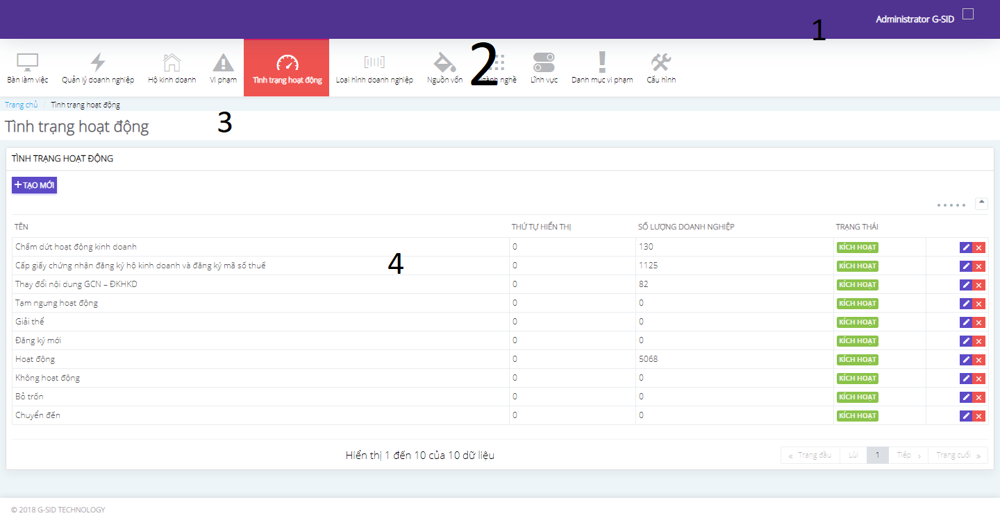 Administrator G-SID
1
2
Bàn làm việc
Quản lý doanh nghiệp
Hộ kinh doanh
Vi phạm
Tình trạng hoạt động
Loại hình doanh nghiệp
Nguồn vốn
nghề
Lĩnh vực
Danh mục vi phạm
Cấu hình
Trang chủ / Tình trạng hoạt động
3
Tình trạng hoạt động
TÌNH TRẠNG HOẠT ĐỘNG
+ TẠO MỚI
TÊN THỨ TỰ HIỂN THỊ SỐ LƯỢNG DOANH NGHIỆP TRẠNG THÁI
Chấm dứt hoạt động kinh doanh 0 130 KÍCH HOẠT
4
Cấp giấy chứng nhận đăng ký hộ kinh doanh và đăng ký mã số thuế 0 1125 KÍCH HOẠT
Thay đổi nội dung GCN – ĐKHKD 0 82 KÍCH HOẠT
Tạm ngưng hoạt động 0 0 KÍCH HOẠT
Giải thể 0 0 KÍCH HOẠT
Đăng ký mới 0 0 KÍCH HOẠT
Hoạt động 0 5068 KÍCH HOẠT
Không hoạt động 0 0 KÍCH HOẠT
Bỏ trốn 0 0 KÍCH HOẠT
Chuyển đến 0 0 KÍCH HOẠT
Hiển thị 1 đến 10 của 10 dữ liệu
« Trang đầu Lùi 1 Tiếp › Trang cuối »
© 2018 G-SID TECHNOLOGY